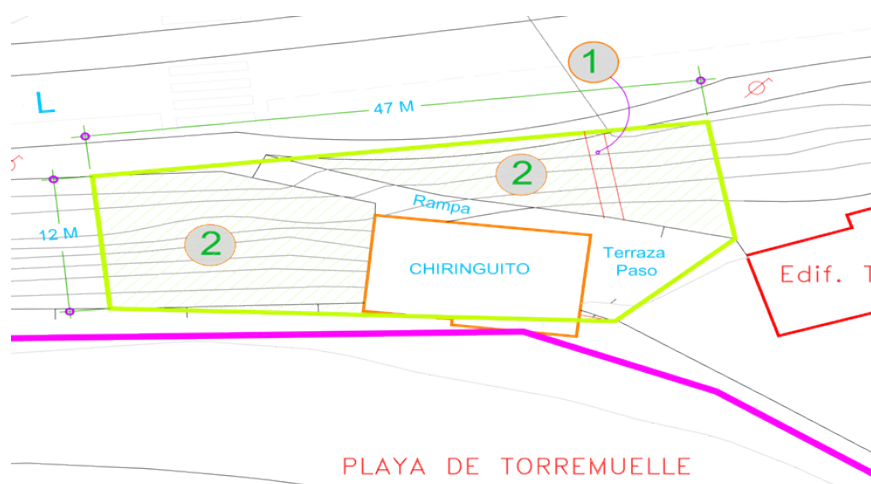 1
L
47 M
2
Rampa
12 M
2
Terraza
Paso
CHIRINGUITO
Edif. T
PLAYA DE TORREMUELLE